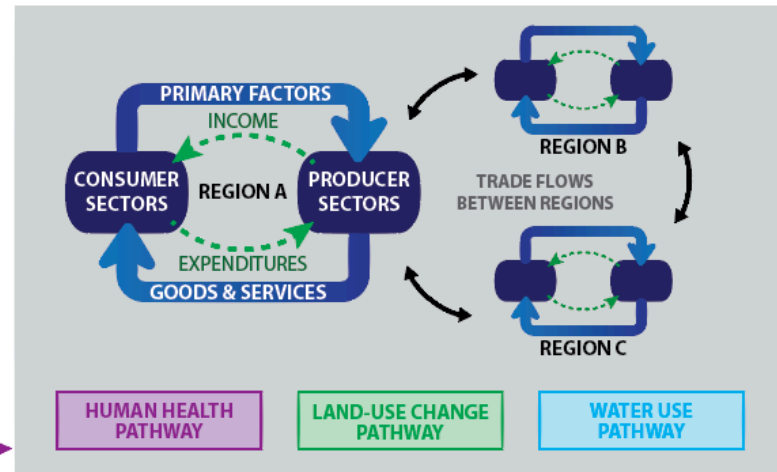 PRIMARY FACTORS
INCOME
CONSUMER
SECTORS
REGION A
PRODUCER
SECTORS
EXPENDITURES
GOODS & SERVICES
REGION B
TRADE FLOWS
BETWEEN REGIONS
REGION C
HUMAN HEALTH
PATHWAY
LAND-USE CHANGE
PATHWAY
WATER USE
PATHWAY